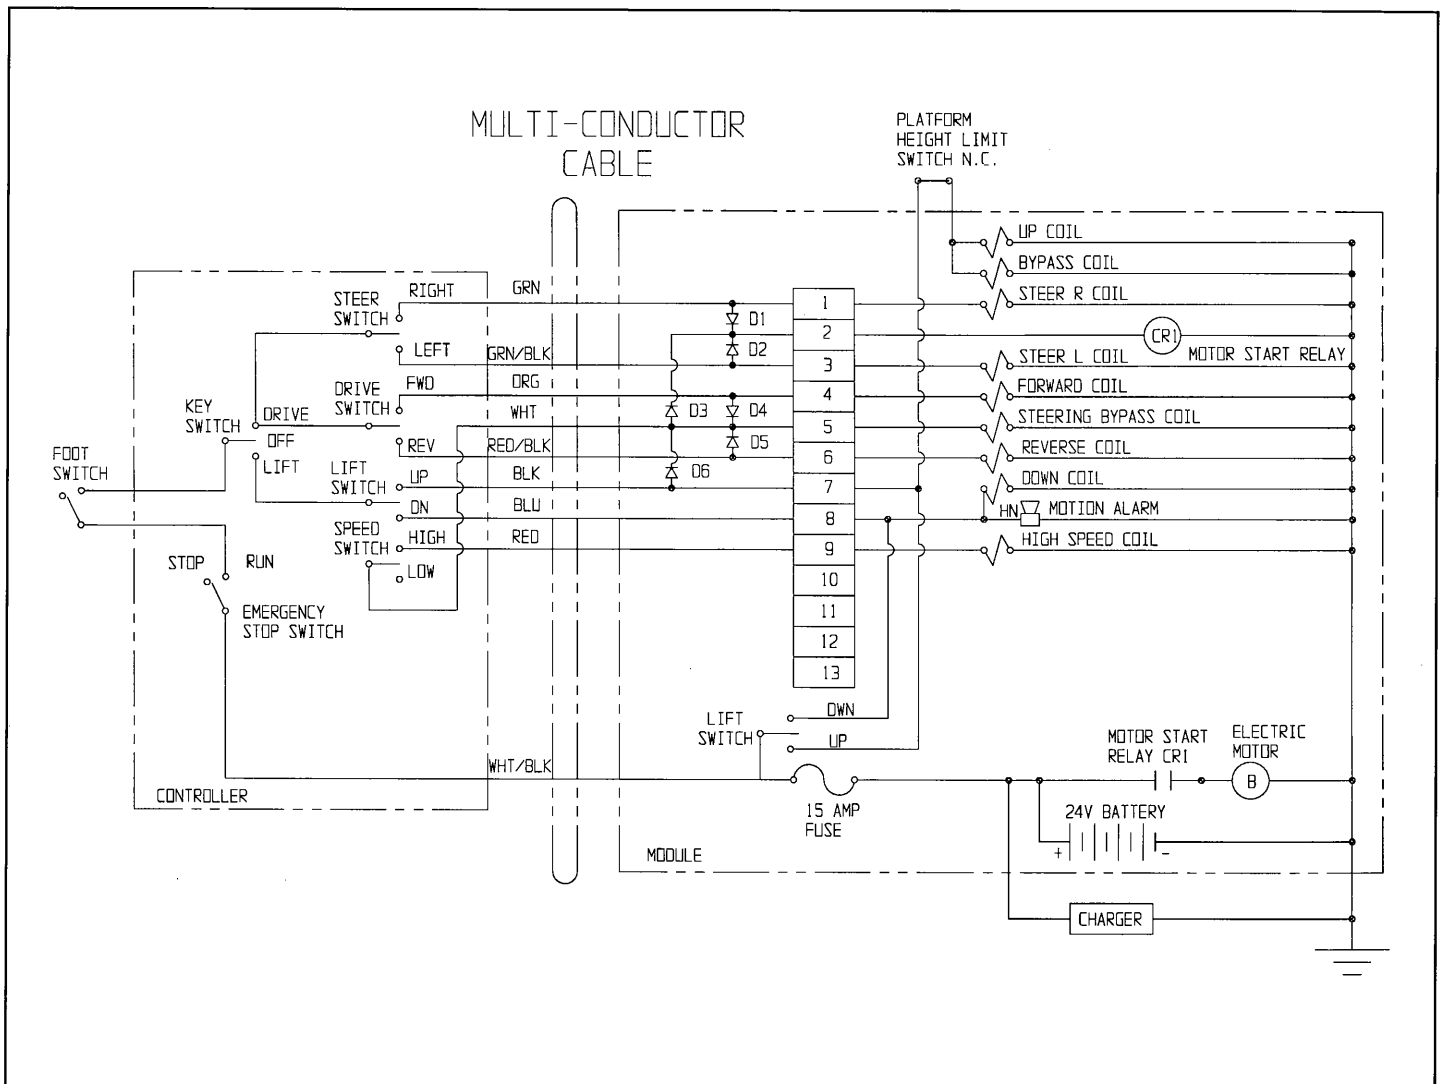 MULTI-CONDUCTOR
CABLE
PLATFORM
HEIGHT LIMIT
SWITCH N.C.
UP COIL
BYPASS COIL
STEER
SWITCH
RIGHT
GRN
1
STEER R COIL
D1
2
CR1
MOTOR START RELAY
LEFT
GRN/BLK
D2
3
STEER L COIL
DRIVE
SWITCH
FWD
ORG
4
FORWARD COIL
KEY
SWITCH
DRIVE
WHT
D3
D4
5
STEERING BYPASS COIL
OFF
REV
RED/BLK
D5
6
REVERSE COIL
FOOT
SWITCH
LIFT
LIFT
SWITCH
UP
BLK
D6
7
DOWN COIL
DN
BLU
8
HN
MOTION ALARM
SPEED
SWITCH
HIGH
RED
9
HIGH SPEED COIL
STOP
RUN
LOW
10
EMERGENCY
STOP SWITCH
11
12
13
LIFT
SWITCH
DWN
UP
MOTOR START
RELAY CR1
ELECTRIC
MOTOR
WHT/BLK
B
CONTROLLER
15 AMP
FUSE
24V BATTERY
+
-
MODULE
CHARGER